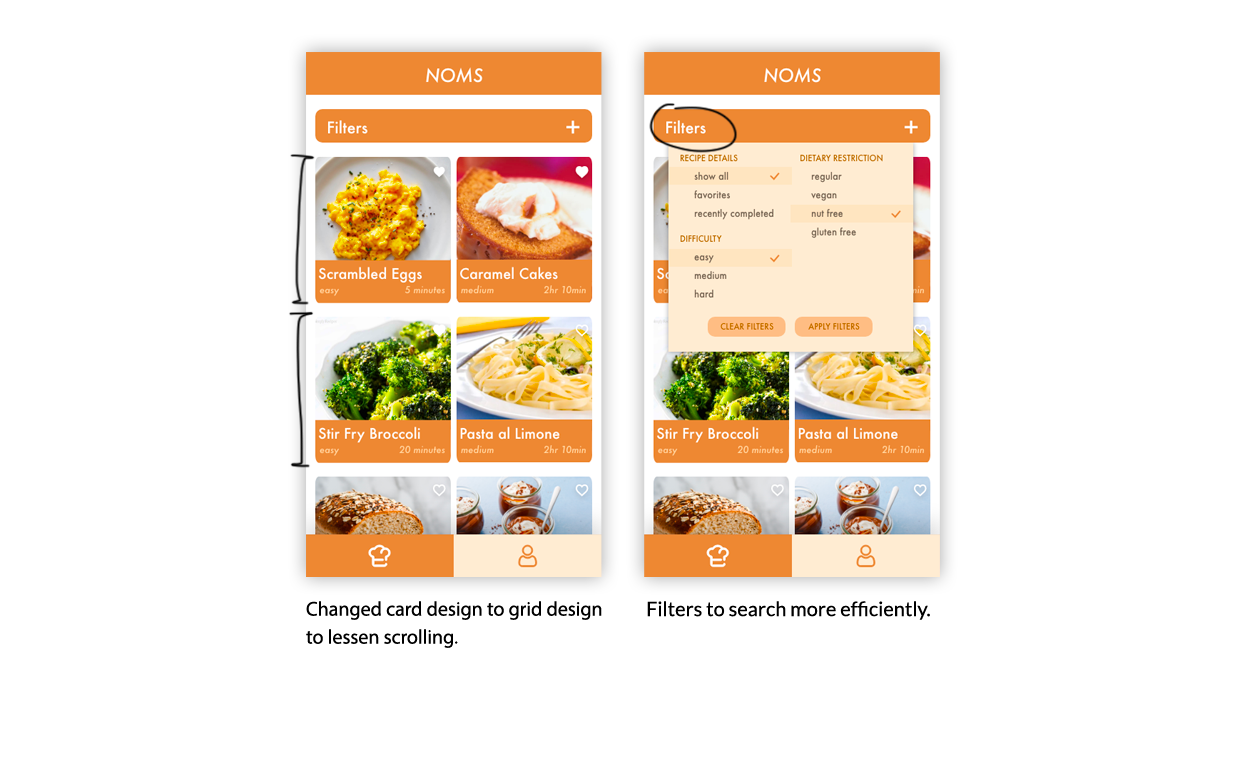 NOMS
Filters +
Scrambled Eggs
easy 5 minutes
Caramel Cakes
medium 2hr 10min
Stir Fry Broccoli
easy 20 minutes
Pasta al Limone
medium 2hr 10min
Changed card design to grid design
to lessen scrolling.
NOMS
Filters +
RECIPE DETAILS
show all
favorites
recently completed
DIFFICULTY
easy
medium
hard
DIETARY RESTRICTION
regular
vegan
nut free
gluten free
CLEAR FILTERS
APPLY FILTERS
Stir Fry Broccoli
easy 20 minutes
Pasta al Limone
medium 2hr 10min
Filters to search more efficiently.